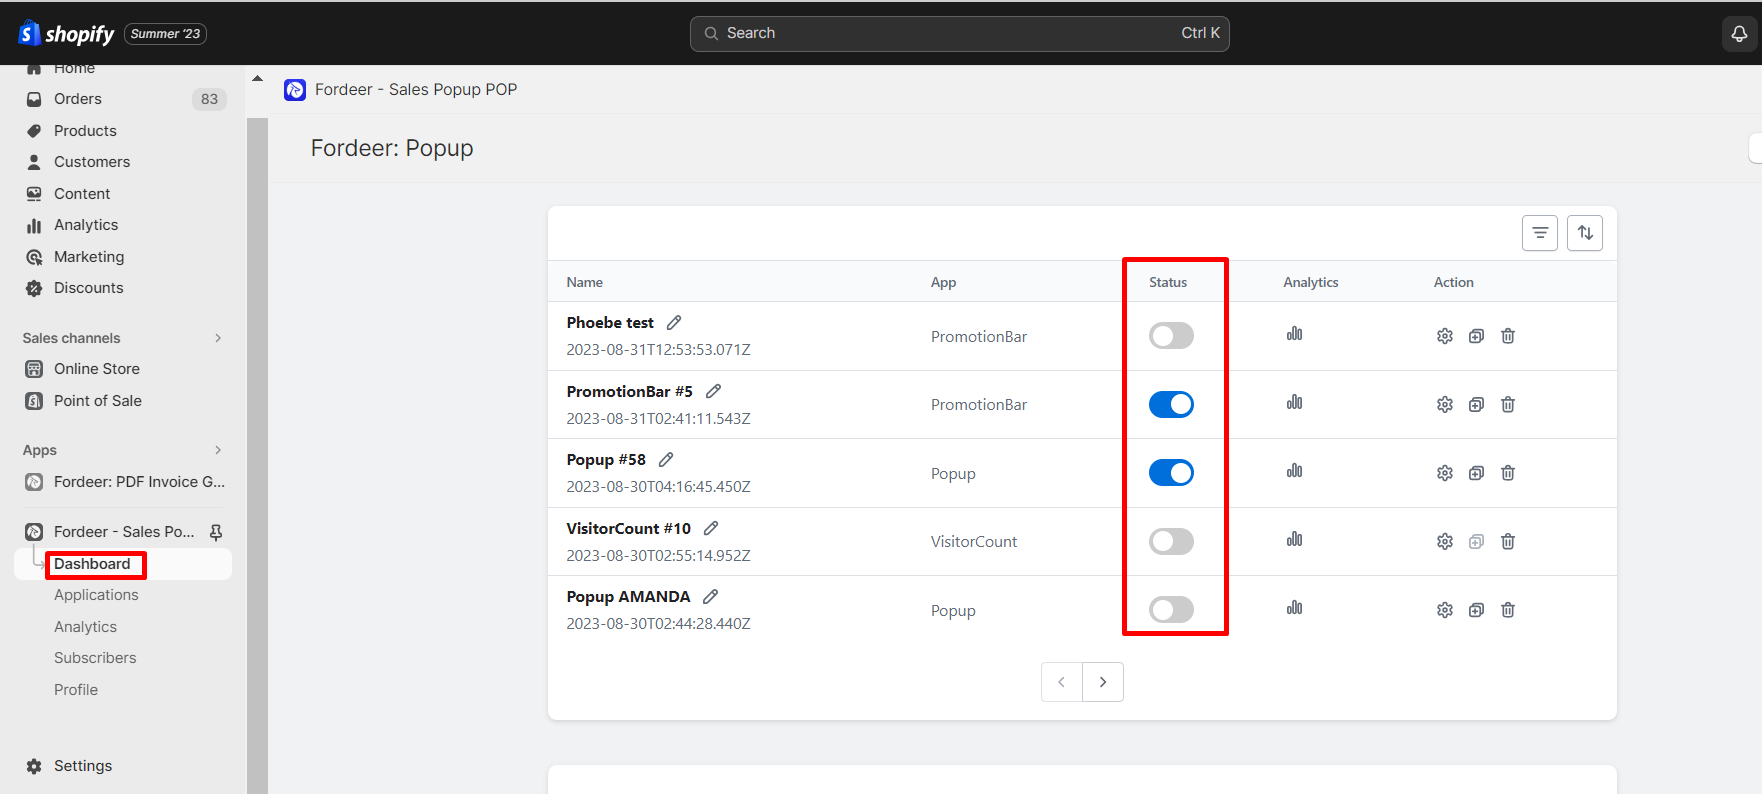 shopify Summer '23
Search Ctrl K
Home
Orders 83
Products
Customers
Content
Analytics
Marketing
Discounts
Sales channels
Online Store
Point of Sale
Apps
Fordeer: PDF Invoice G...
Fordeer - Sales Po...
Dashboard
Applications
Analytics
Subscribers
Profile
Settings
Fordeer - Sales Popup POP
Fordeer: Popup
Name App Status Analytics Action
Phoebe test
2023-08-31T12:53:53.071Z
PromotionBar
PromotionBar #5
2023-08-31T02:41:11.543Z
PromotionBar
Popup #58
2023-08-30T04:16:45.450Z
Popup
VisitorCount #10
2023-08-30T02:55:14.952Z
VisitorCount
Popup AMANDA
2023-08-30T02:44:28.440Z
Popup